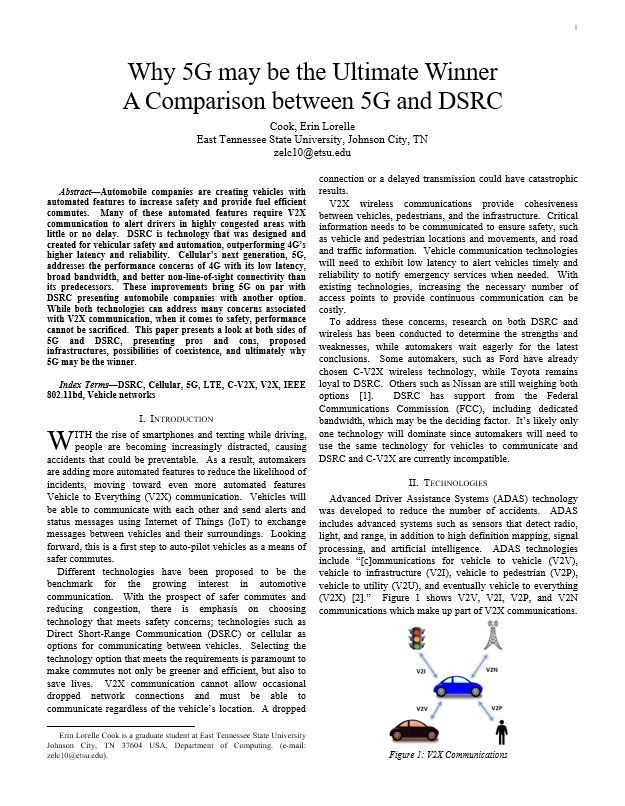 1
Why 5G may be the Ultimate Winner
A Comparison between 5G and DSRC
Cook, Erin Lorelle
East Tennessee State University, Johnson City, TN
zelc10@etsu.edu
Abstract—Automobile companies are creating vehicles with
automated features to increase safety and provide fuel efficient
commutes. Many of these automated features require V2X
communication to alert drivers in highly congested areas with
little or no delay. DSRC is technology that was designed and
created for vehicular safety and automation, outperforming 4G's
higher latency and reliability. Cellular's next generation, 5G,
addresses the performance concerns of 4G with its low latency,
broad bandwidth, and better non-line-of-sight connectivity than
its predecessors. These improvements bring 5G on par with
DSRC presenting automobile companies with another option.
While both technologies can address many concerns associated
with V2X communication, when it comes to safety, performance
cannot be sacrificed. This paper presents a look at both sides of
5G and DSRC, presenting pros and cons, proposed
infrastructures, possibilities of coexistence, and ultimately why
5G may be the winner.
Index Terms—DSRC, Cellular, 5G, LTE, C-V2X, V2X, IEEE
802.11bd, Vehicle networks
I. INTRODUCTION
WITH the rise of smartphones and texting while driving,
people are becoming increasingly distracted, causing
accidents that could be preventable. As a result, automakers
are adding more automated features to reduce the likelihood of
incidents, moving toward even more automated features
Vehicle to Everything (V2X) communication. Vehicles will
be able to communicate with each other and send alerts and
status messages using Internet of Things (IoT) to exchange
messages between vehicles and their surroundings. Looking
forward, this is a first step to auto-pilot vehicles as a means of
safer commutes.
Different technologies have been proposed to be the
benchmark for the growing interest in automotive
communication. With the prospect of safer commutes and
reducing congestion, there is emphasis on choosing
technology that meets safety concerns; technologies such as
Direct Short-Range Communication (DSRC) or cellular as
options for communicating between vehicles. Selecting the
technology option that meets the requirements is paramount to
make commutes not only be greener and efficient, but also to
save lives. V2X communication cannot allow occasional
dropped network connections and must be able to
communicate regardless of the vehicle's location. A dropped
Erin Lorelle Cook is a graduate student at East Tennessee State University
Johnson City, TN 37604 USA, Department of Computing. (e-mail:
zelc10@etsu.edu).
connection or a delayed transmission could have catastrophic
results.
V2X wireless communications provide cohesiveness
between vehicles, pedestrians, and the infrastructure. Critical
information needs to be communicated to ensure safety, such
as vehicle and pedestrian locations and movements, and road
and traffic information. Vehicle communication technologies
will need to exhibit low latency to alert vehicles timely and
reliability to notify emergency services when needed. With
existing technologies, increasing the necessary number of
access points to provide continuous communication can be
costly.
To address these concerns, research on both DSRC and
wireless has been conducted to determine the strengths and
weaknesses, while automakers wait eagerly for the latest
conclusions. Some automakers, such as Ford have already
chosen C-V2X wireless technology, while Toyota remains
loyal to DSRC. Others such as Nissan are still weighing both
options [1]. DSRC has support from the Federal
Communications Commission (FCC), including dedicated
bandwidth, which may be the deciding factor. It's likely only
one technology will dominate since automakers will need to
use the same technology for vehicles to communicate and
DSRC and C-V2X are currently incompatible.
II. TECHNOLOGIES
Advanced Driver Assistance Systems (ADAS) technology
was developed to reduce the number of accidents. ADAS
includes advanced systems such as sensors that detect radio,
light, and range, in addition to high definition mapping, signal
processing, and artificial intelligence. ADAS technologies
include “[c]ommunications for vehicle to vehicle (V2V),
vehicle to infrastructure (V2I), vehicle to pedestrian (V2P),
vehicle to utility (V2U), and eventually vehicle to everything
(V2X) [2].” Figure 1 shows V2V, V2I, V2P, and V2N
communications which make up part of V2X communications.
V2I
V2N
V2V
V2P
Figure 1: V2X Communications